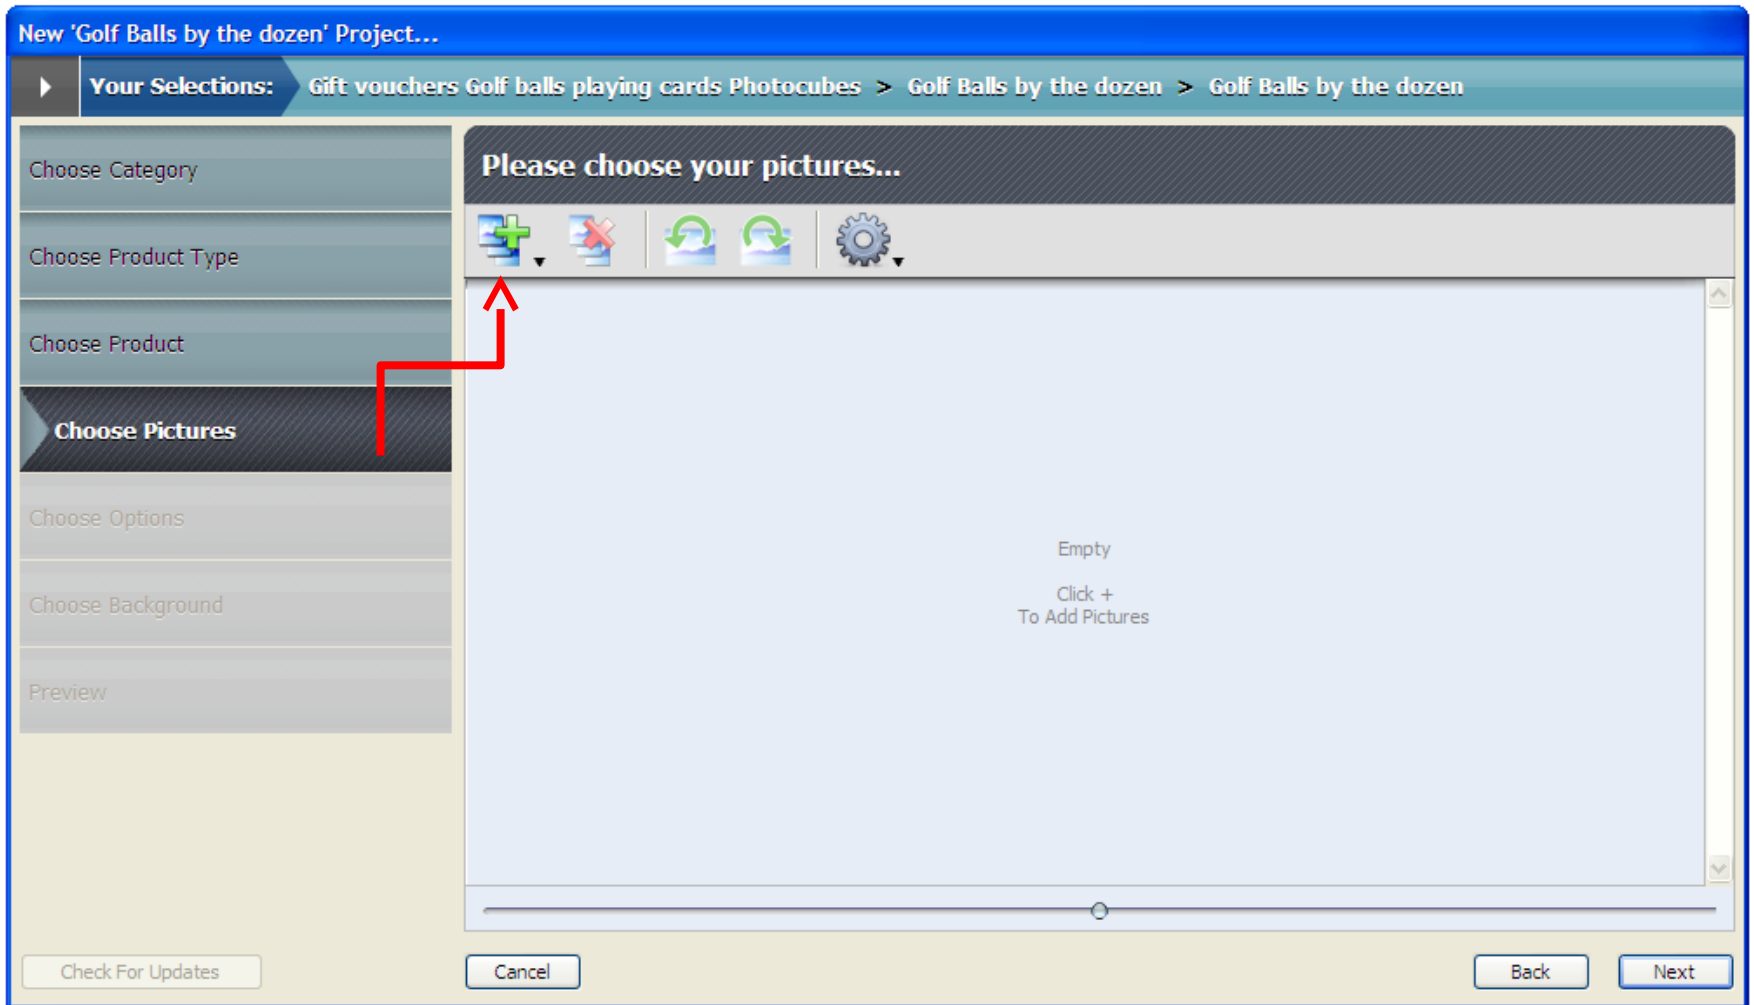 New 'Golf Balls by the dozen' Project...
Your Selections: Gift vouchers Golf balls playing cards Photocubes > Golf Balls by the dozen > Golf Balls by the dozen
Choose Category
Choose Product Type
Choose Product
Choose Pictures
Choose Options
Choose Background
Preview
Please choose your pictures...
Empty
Click +
To Add Pictures
Check For Updates
Cancel
Back
Next